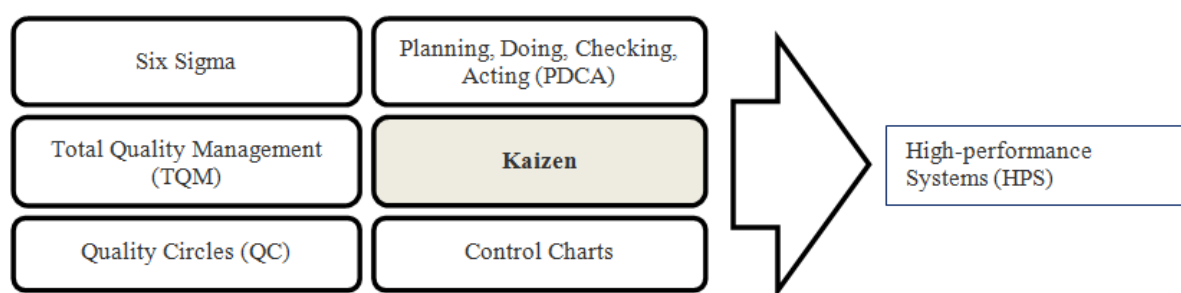 Six Sigma
Planning, Doing, Checking,
Acting (PDCA)
Total Quality Management
(TQM)
Kaizen
Quality Circles (QC)
Control Charts
High-performance
Systems (HPS)